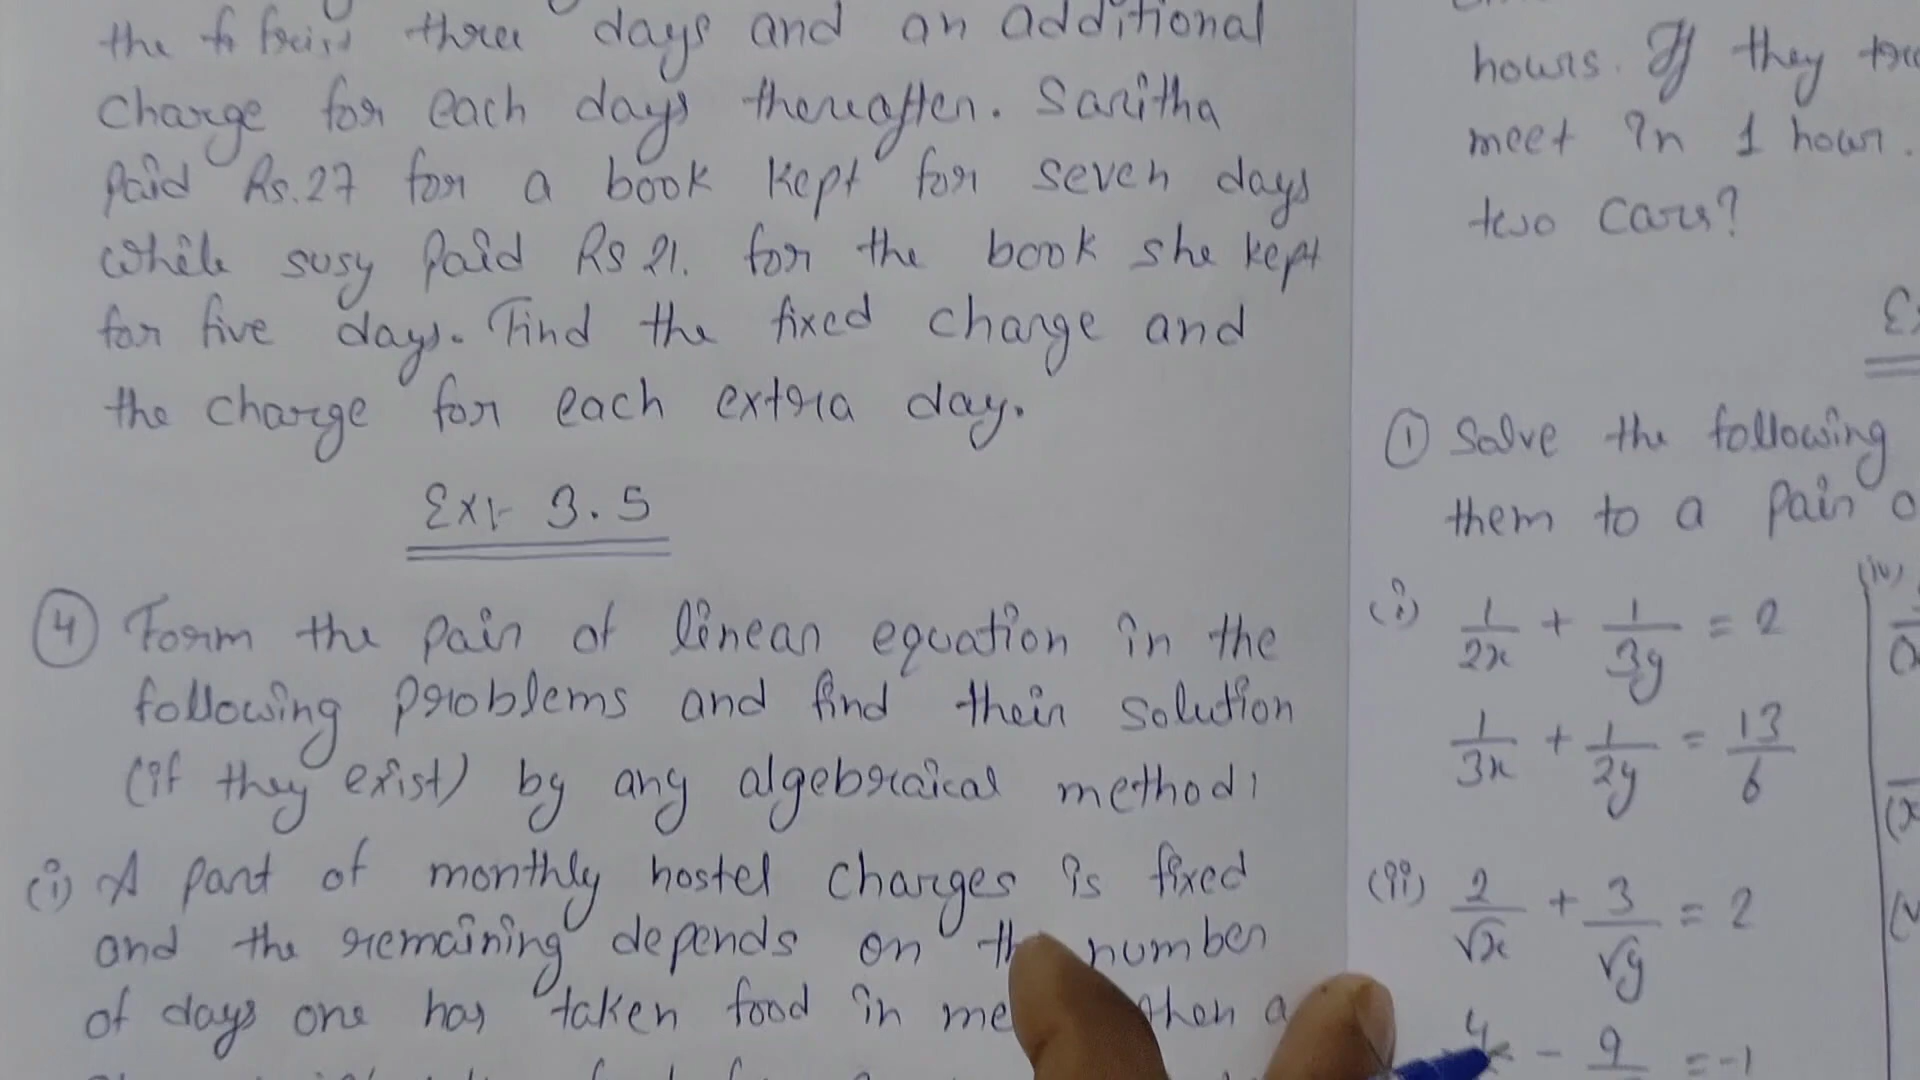 the first three days and an additional
charge for each days thereafter. Saritha
Paid Rs.27 for a book kept for seven days
while susy Paid Rs 21. for the book she kept
for five days. Find the fixed charge and
the charge for each extra day.
Ex:- 3.5
(4) Form the pair of linear equation in the
following problems and find their solution
(if they exist) by any algebraical method:
(i) A part of monthly hostel charges is fixed
and the remaining depends on the number
of days one has taken food in
hours. If they
meet in 1 hour.
two cars?
(1) Solve the following
them to a pair
(i) 1/2x + 1/3y = 2
1/3x + 1/2y = 13/6
(ii) 2/√x + 3/√y = 2
4 - 9 = -1
(iv)